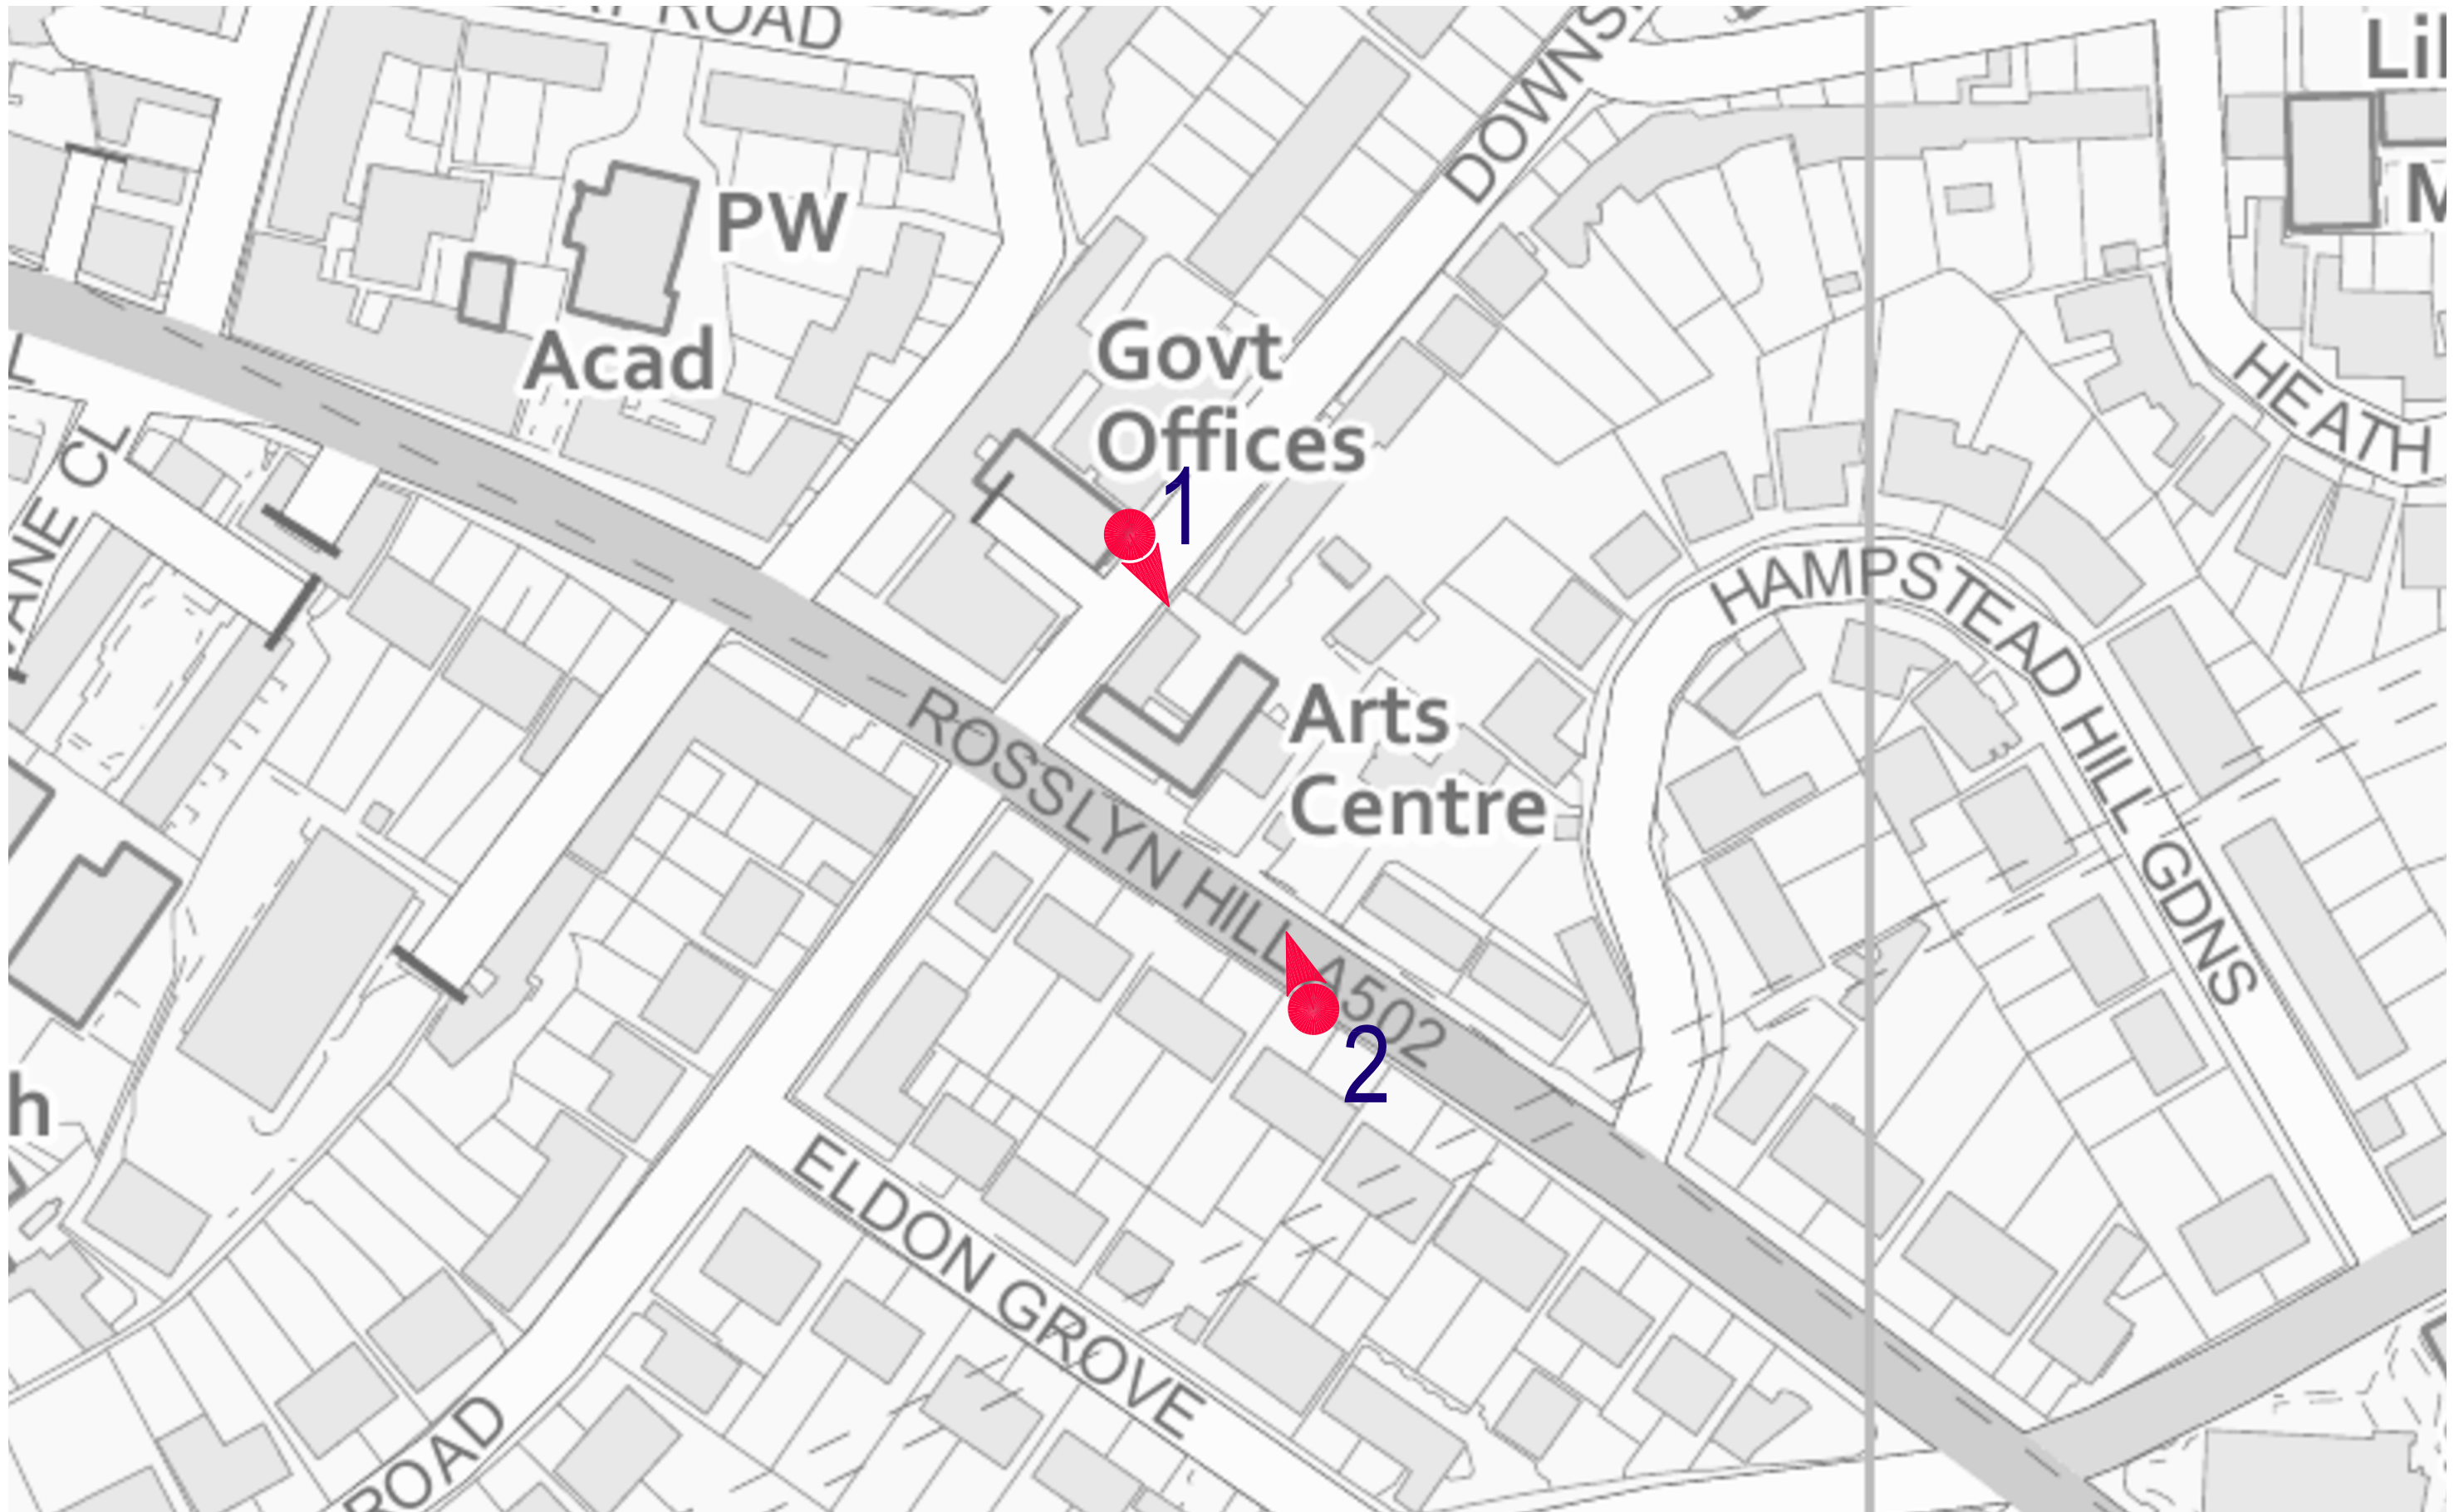 ROAD
DOWNS
PW
Acad
Govt
Offices
1
HEATH
ANE CL
HAMPSTEAD HILL GDNS
Arts
Centre
ROSSLYN HILL A502
2
h
ELDON GROVE
ROAD